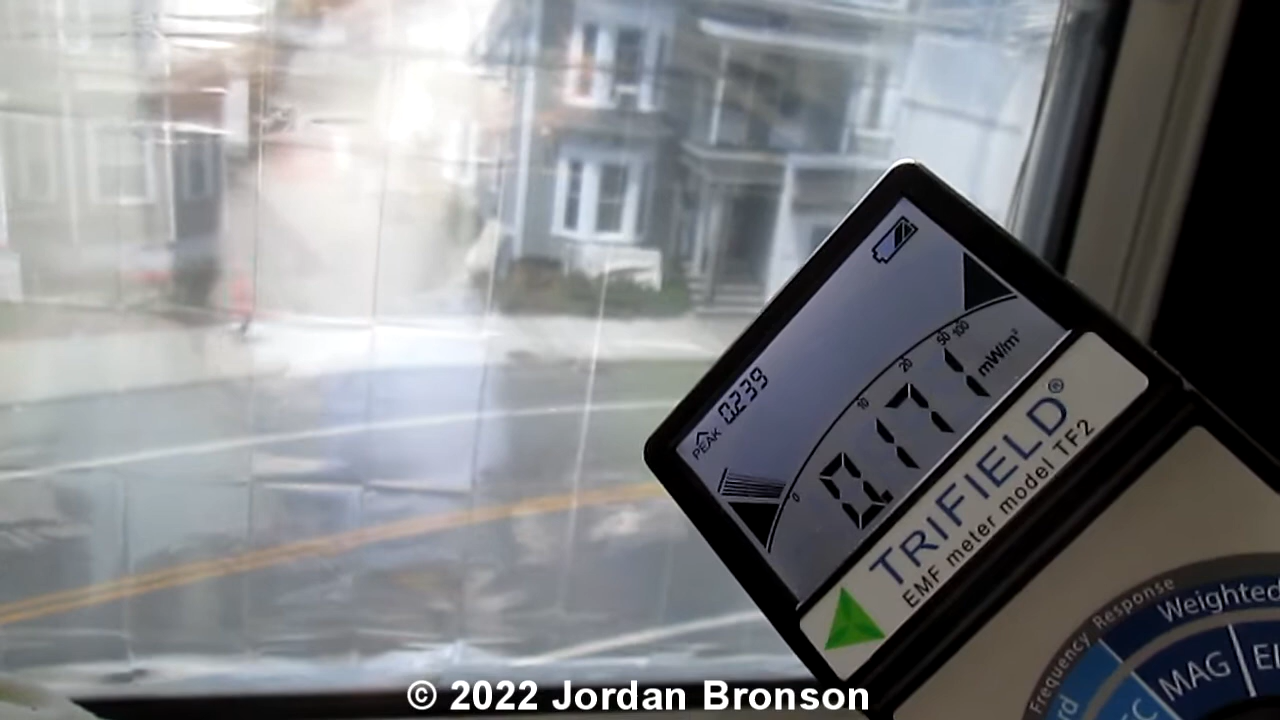 PEAK 0.239
0 10 20 50 100
0.171 mW/m²
TRIFIELD®
EMF meter model TF2
Frequency Response
Weighted
MAG
© 2022 Jordan Bronson